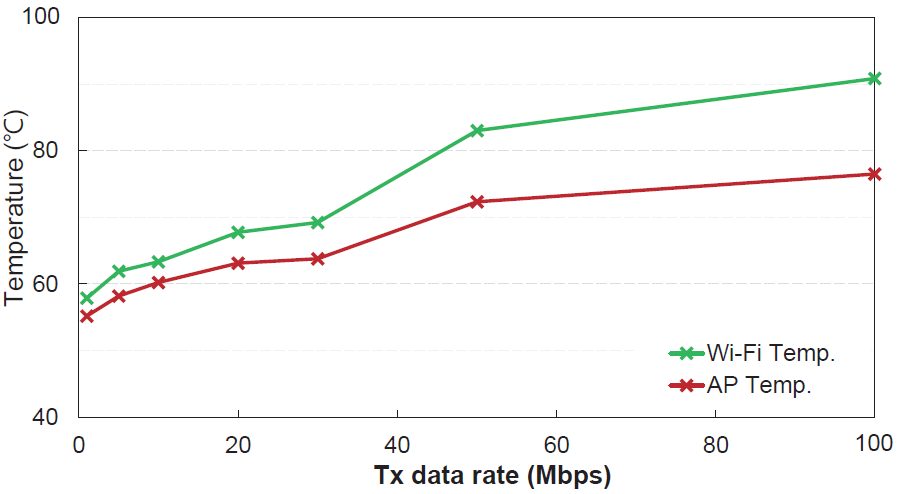 100
80
60
40
Temperature (°C)
0 20 40 60 80 100
Tx data rate (Mbps)
Wi-Fi Temp.
AP Temp.